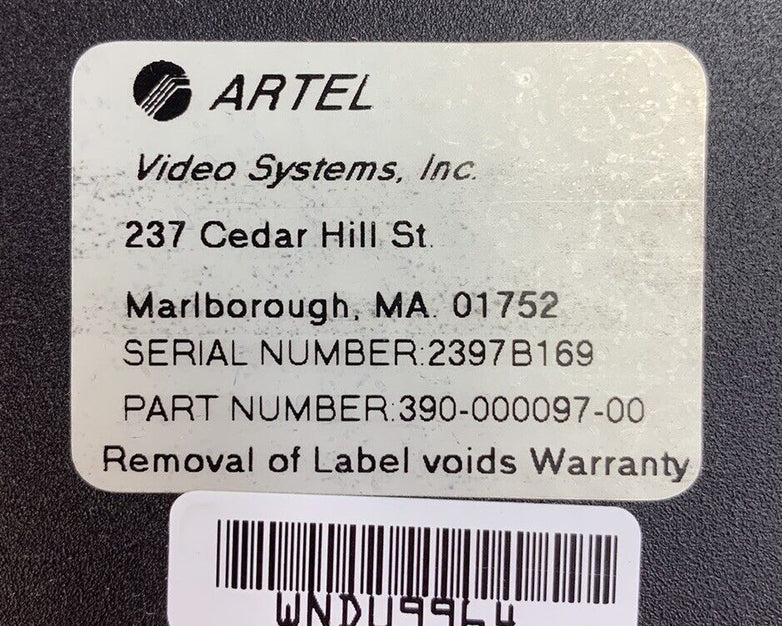 ARTEL
Video Systems, Inc.
237 Cedar Hill St.
Marlborough, MA. 01752
SERIAL NUMBER:2397B169
PART NUMBER:390-000097-00
Removal of Label voids Warranty